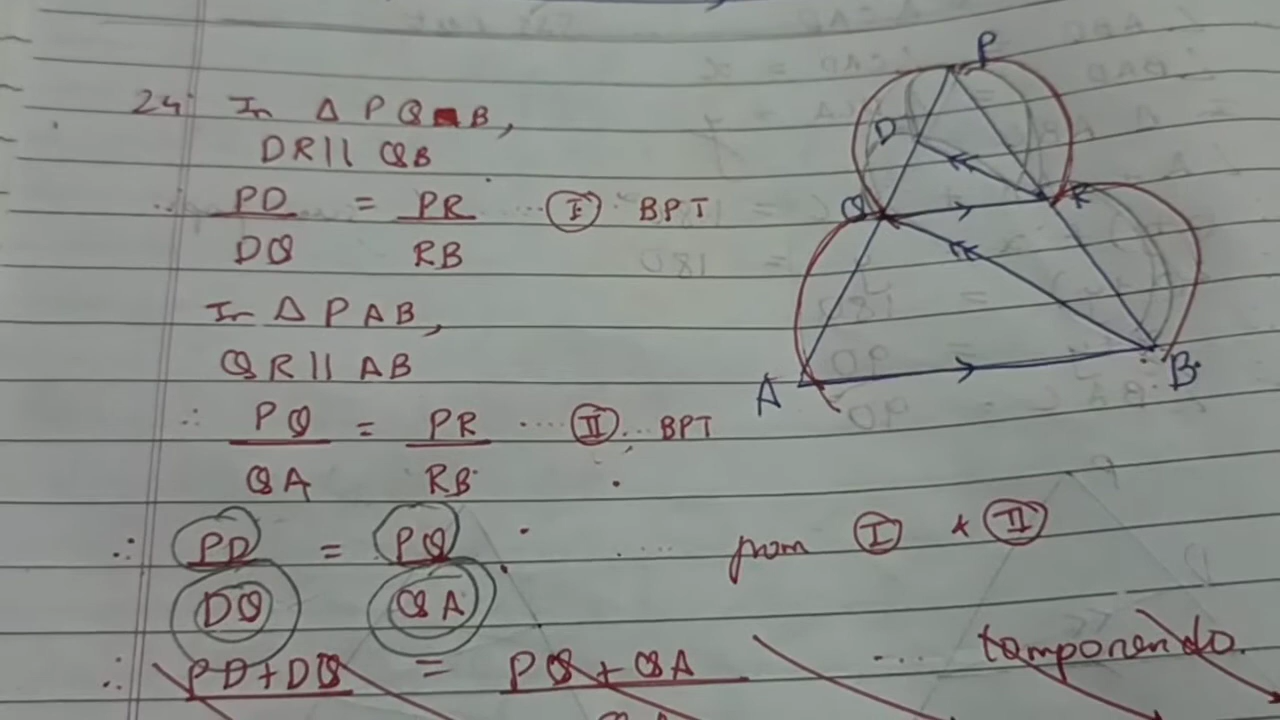 24. In Δ PQB,
DR || QB
∴ PD/DQ = PR/RB ... (I) BPT
In Δ PAB,
QR || AB
∴ PQ/QA = PR/RB ... (II) ... BPT
∴ PD/DQ = PQ/QA .... from (I) & (II)
∴ PD+DQ = PQ+QA ... Componendo.
P
D
Q
R
A
B